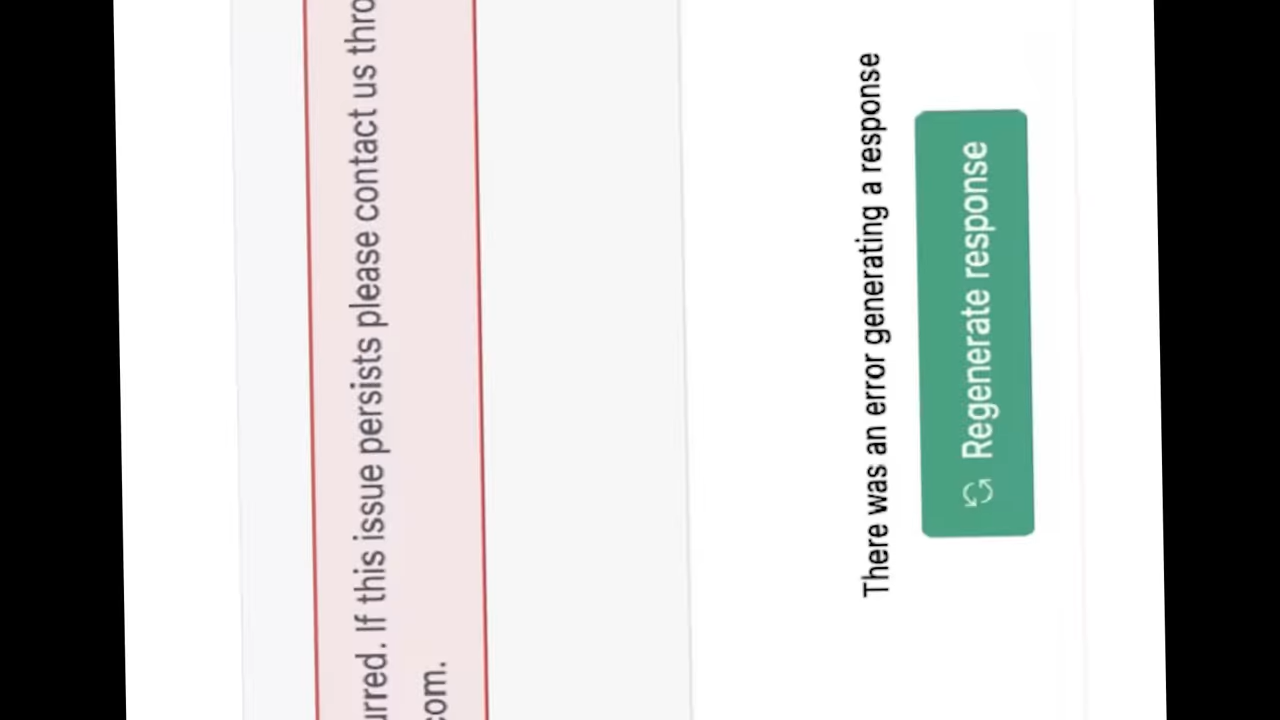 urred. If this issue persists please contact us thro
com.
There was an error generating a response
Regenerate response